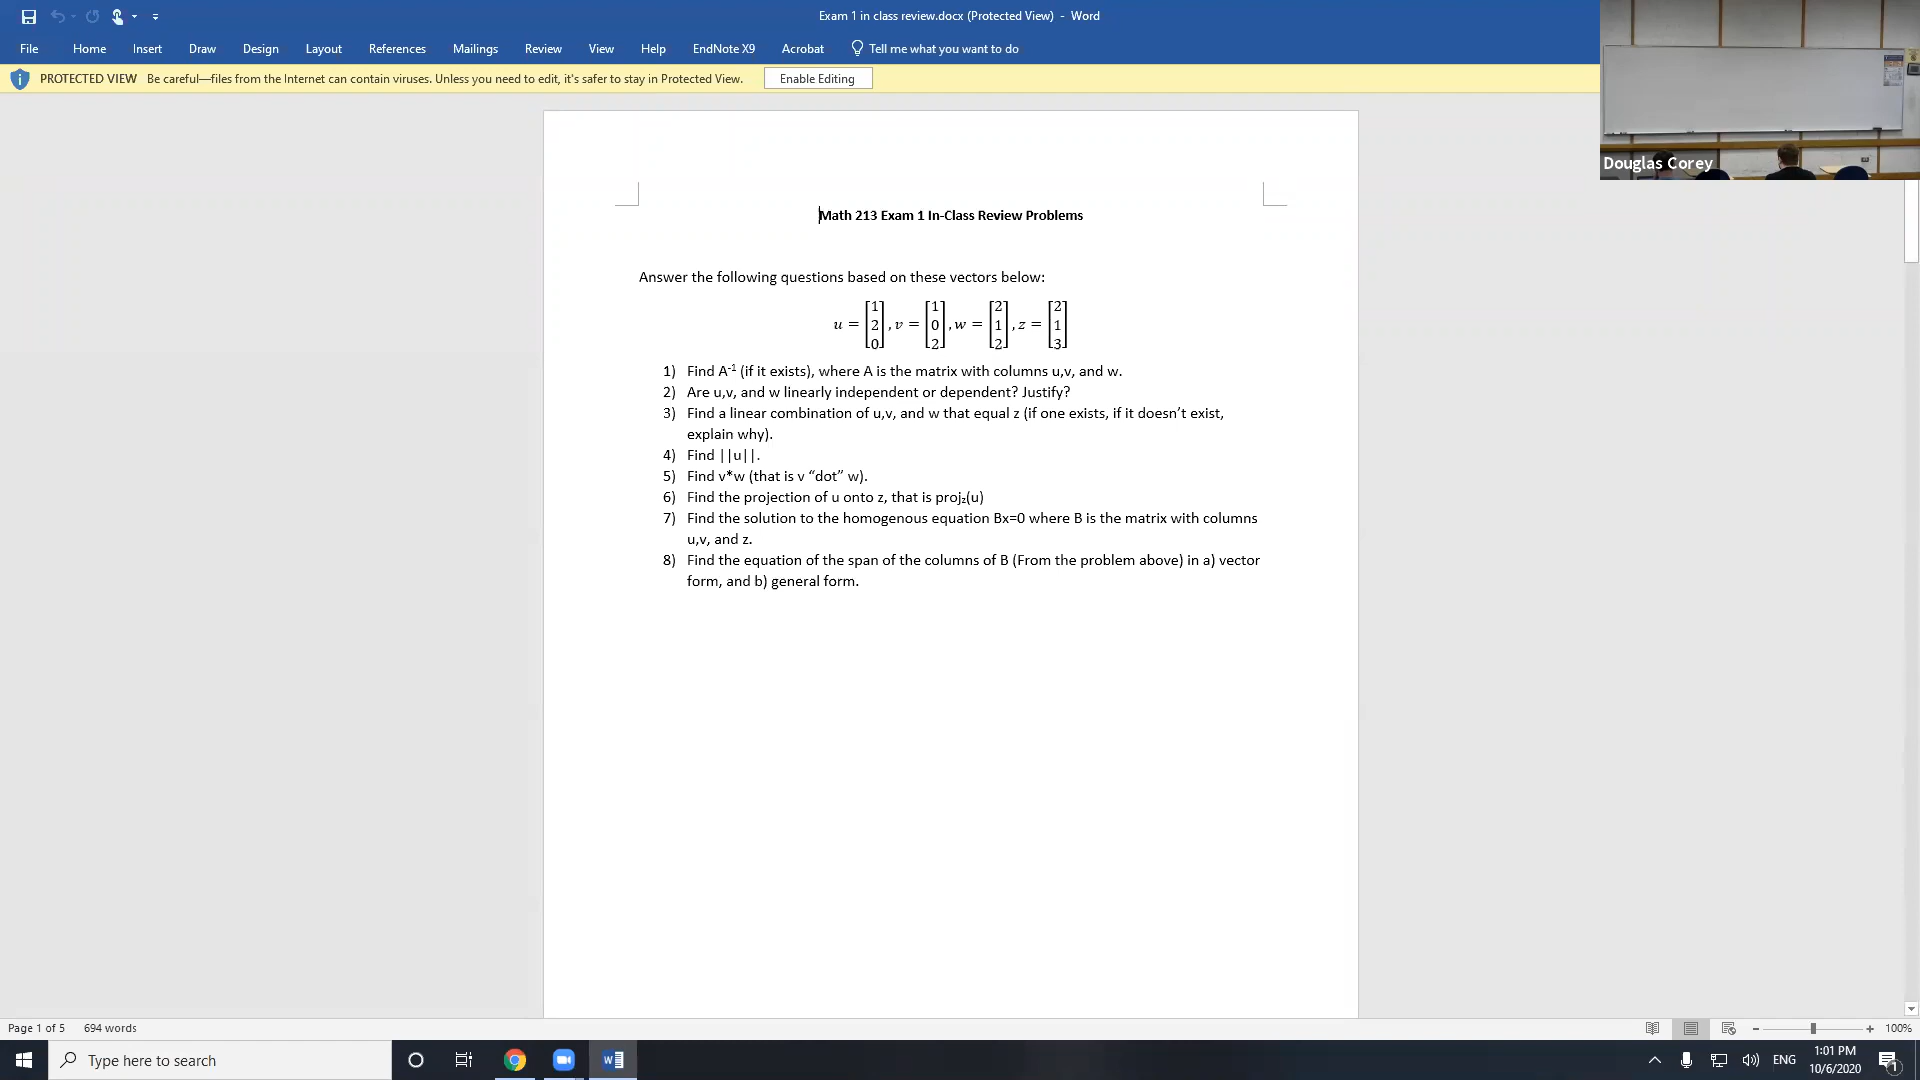 Exam 1 in class review.docx (Protected View) - Word
File Home Insert Draw Design Layout References Mailings Review View Help EndNote X9 Acrobat Tell me what you want to do
PROTECTED VIEW Be careful—files from the Internet can contain viruses. Unless you need to edit, it's safer to stay in Protected View. Enable Editing
Douglas Corey
Math 213 Exam 1 In-Class Review Problems
Answer the following questions based on these vectors below:
u = [1 2 0], v = [1 0 2], w = [2 1 2], z = [2 1 3]
1) Find A⁻¹ (if it exists), where A is the matrix with columns u,v, and w.
2) Are u,v, and w linearly independent or dependent? Justify?
3) Find a linear combination of u,v, and w that equal z (if one exists, if it doesn’t exist,
explain why).
4) Find ||u||.
5) Find v*w (that is v “dot” w).
6) Find the projection of u onto z, that is projz(u)
7) Find the solution to the homogenous equation Bx=0 where B is the matrix with columns
u,v, and z.
8) Find the equation of the span of the columns of B (From the problem above) in a) vector
form, and b) general form.
Page 1 of 5 694 words 100%
Type here to search
ENG
1:01 PM
10/6/2020
1